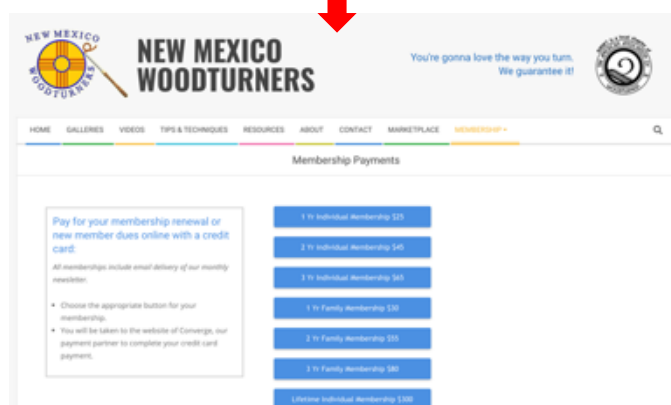 NEW MEXICO
WOODTURNERS
NEW MEXICO
WOODTURNERS
You're gonna love the way you turn.
We guarantee it!
HOME GALLERIES VIDEOS TIPS & TECHNIQUES RESOURCES ABOUT CONTACT MARKETPLACE MEMBERSHIP
Membership Payments
Pay for your membership renewal or
new member dues online with a credit
card:
All memberships include email delivery of our monthly
newsletter.
• Choose the appropriate button for your
membership.
• You will be taken to the website of Converge, our
payment partner to complete your credit card
payment.
1 Yr Individual Membership $25
2 Yr Individual Membership $45
3 Yr Individual Membership $65
1 Yr Family Membership $30
2 Yr Family Membership $55
3 Yr Family Membership $80
Lifetime Individual Membership $300